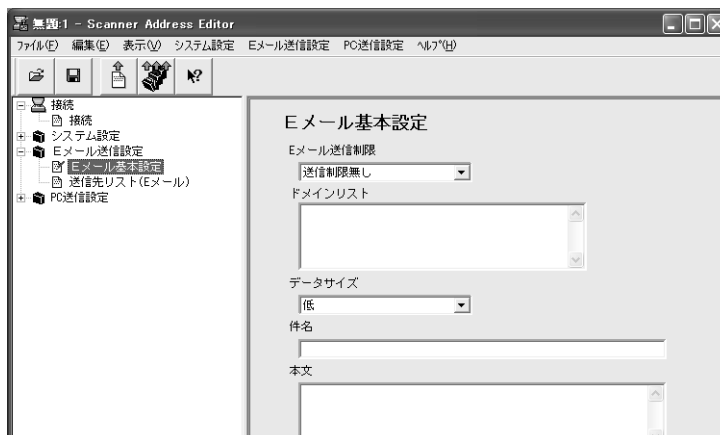 無題:1 - Scanner Address Editor
ファイル(F) 編集(E) 表示(V) システム設定 Eメール送信設定 PC送信設定 ヘルプ(H)
接続
接続
システム設定
Eメール送信設定
Eメール基本設定
送信先リスト(Eメール)
PC送信設定
Eメール基本設定
Eメール送信制限
送信制限無し
ドメインリスト
データサイズ
低
件名
本文